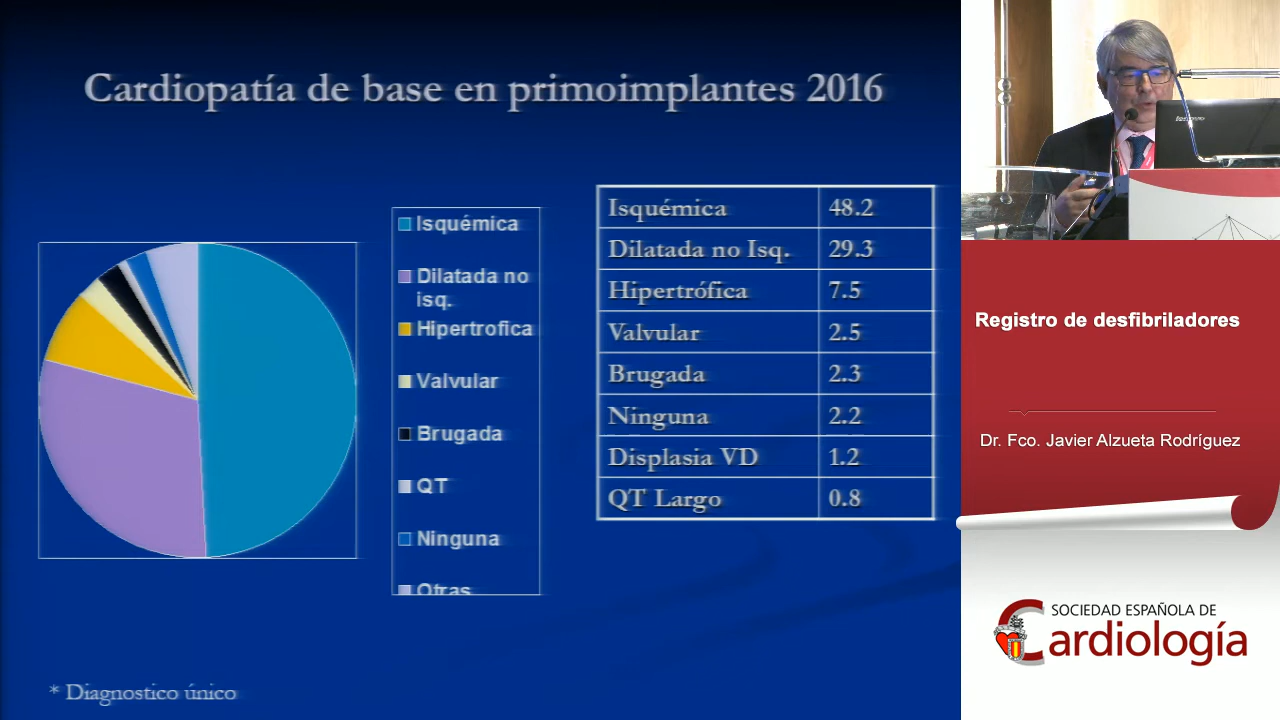 Cardiopatía de base en primoimplantes 2016
Isquémica
Dilatada no
isq.
Hipertrofica
Valvular
Brugada
QT
Ninguna
Otras
Isquémica 48.2
Dilatada no Isq. 29.3
Hipertrófica 7.5
Valvular 2.5
Brugada 2.3
Ninguna 2.2
Displasia VD 1.2
QT Largo 0.8
* Diagnostico único
Registro de desfibriladores
Dr. Fco. Javier Alzueta Rodríguez
SOCIEDAD ESPAÑOLA DE
Cardiología